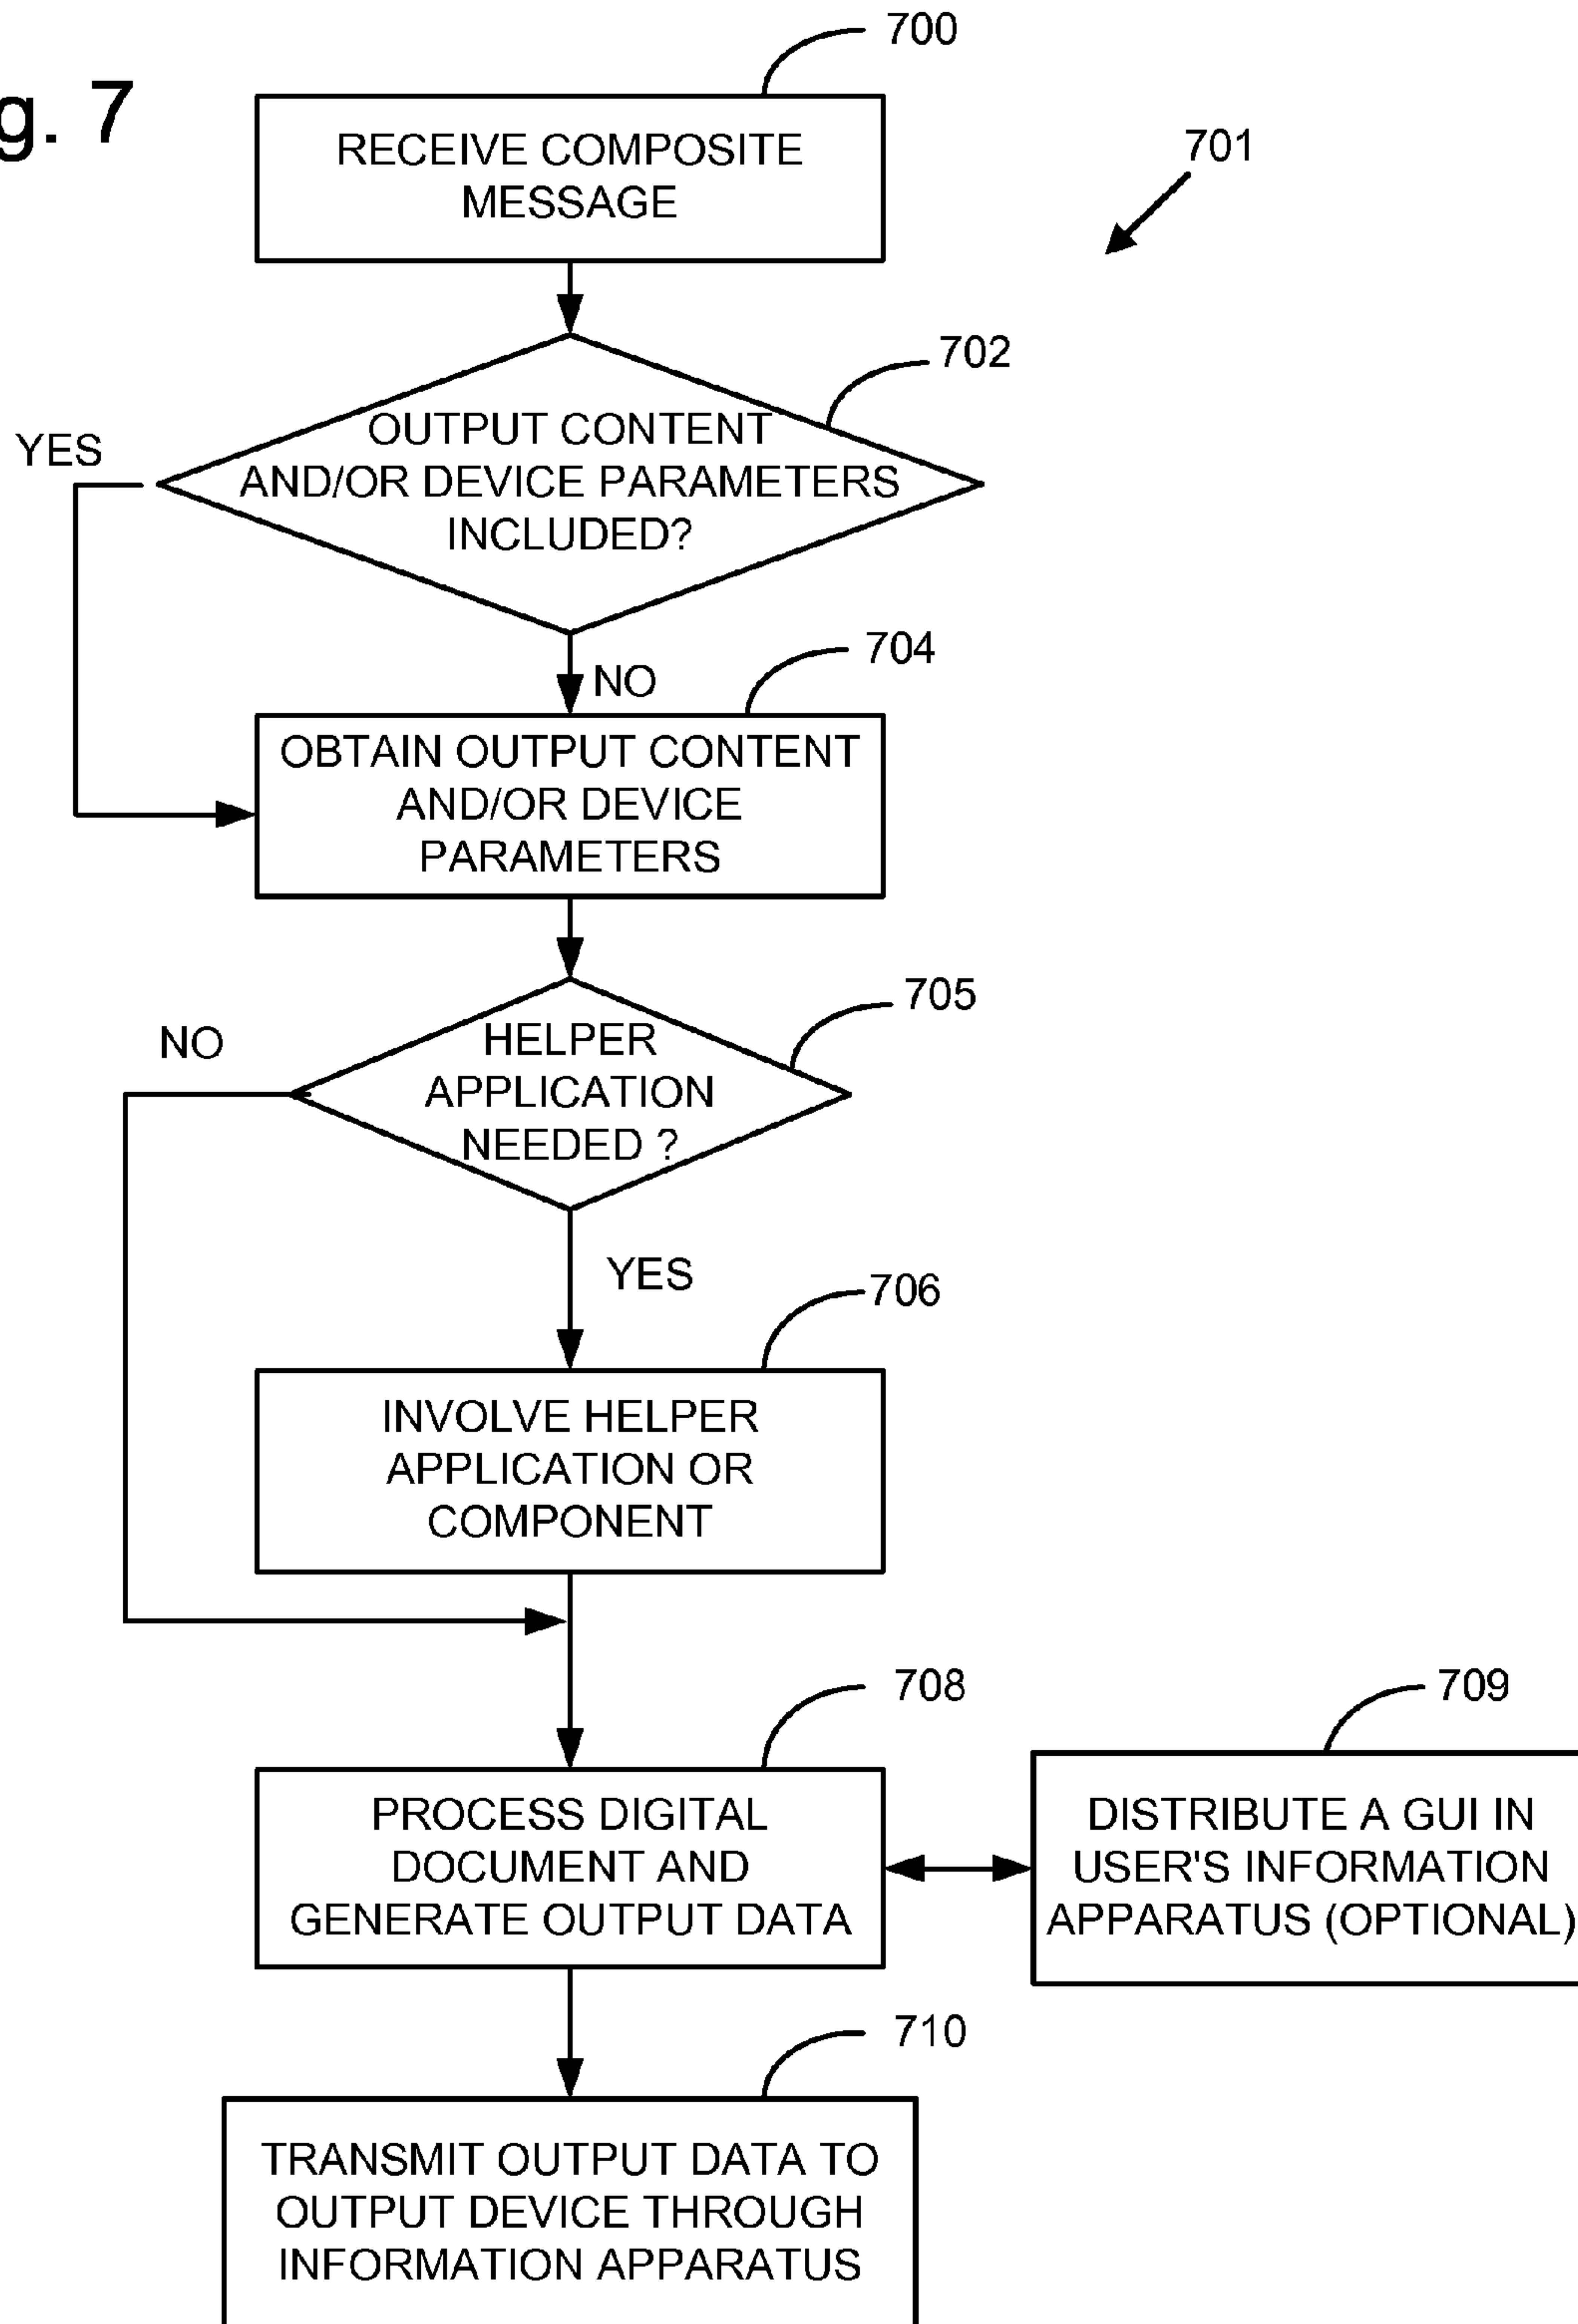 g. 7
700
RECEIVE COMPOSITE
MESSAGE
701
702
OUTPUT CONTENT
AND/OR DEVICE PARAMETERS
INCLUDED?
YES
704
NO
OBTAIN OUTPUT CONTENT
AND/OR DEVICE
PARAMETERS
705
NO
HELPER
APPLICATION
NEEDED ?
YES
706
INVOLVE HELPER
APPLICATION OR
COMPONENT
708
709
PROCESS DIGITAL
DOCUMENT AND
GENERATE OUTPUT DATA
DISTRIBUTE A GUI IN
USER'S INFORMATION
APPARATUS (OPTIONAL)
710
TRANSMIT OUTPUT DATA TO
OUTPUT DEVICE THROUGH
INFORMATION APPARATUS